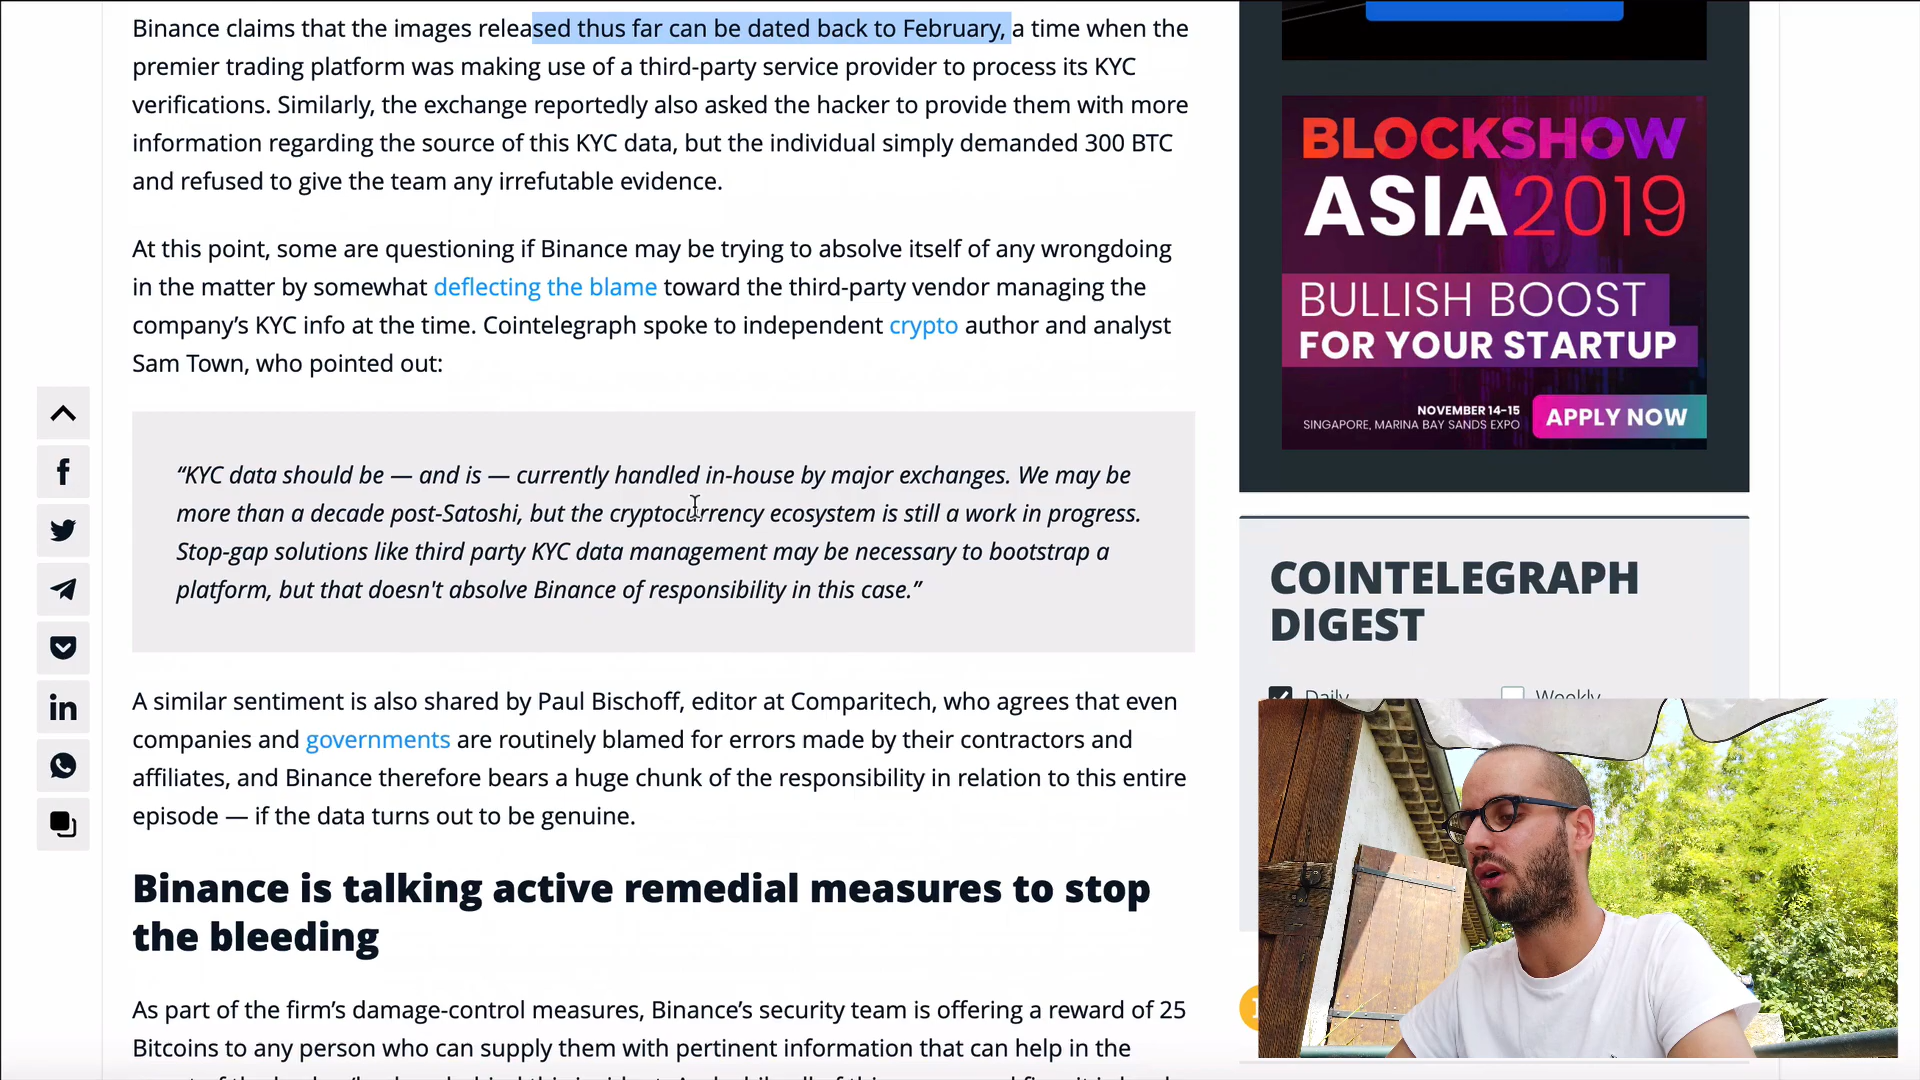 Binance claims that the images released thus far can be dated back to February, a time when the
premier trading platform was making use of a third-party service provider to process its KYC
verifications. Similarly, the exchange reportedly also asked the hacker to provide them with more
information regarding the source of this KYC data, but the individual simply demanded 300 BTC
and refused to give the team any irrefutable evidence.
At this point, some are questioning if Binance may be trying to absolve itself of any wrongdoing
in the matter by somewhat deflecting the blame toward the third-party vendor managing the
company’s KYC info at the time. Cointelegraph spoke to independent crypto author and analyst
Sam Town, who pointed out:
“KYC data should be — and is — currently handled in-house by major exchanges. We may be
more than a decade post-Satoshi, but the cryptocurrency ecosystem is still a work in progress.
Stop-gap solutions like third party KYC data management may be necessary to bootstrap a
platform, but that doesn't absolve Binance of responsibility in this case.”
A similar sentiment is also shared by Paul Bischoff, editor at Comparitech, who agrees that even
companies and governments are routinely blamed for errors made by their contractors and
affiliates, and Binance therefore bears a huge chunk of the responsibility in relation to this entire
episode — if the data turns out to be genuine.
Binance is talking active remedial measures to stop
the bleeding
As part of the firm’s damage-control measures, Binance’s security team is offering a reward of 25
Bitcoins to any person who can supply them with pertinent information that can help in the
BLOCKSHOW
ASIA2019
BULLISH BOOST
FOR YOUR STARTUP
NOVEMBER 14-15
SINGAPORE, MARINA BAY SANDS EXPO
APPLY NOW
COINTELEGRAPH
DIGEST
Daily
Weekly